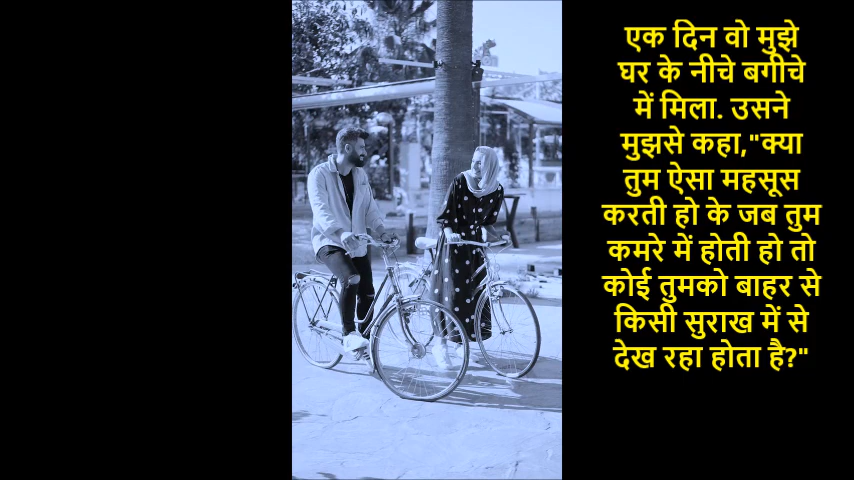 एक दिन वो मुझे
घर के नीचे बगीचे
में मिला. उसने
मुझसे कहा,"क्या
तुम ऐसा महसूस
करती हो के जब तुम
कमरे में होती हो तो
कोई तुमको बाहर से
किसी सुराख में से
देख रहा होता है?"